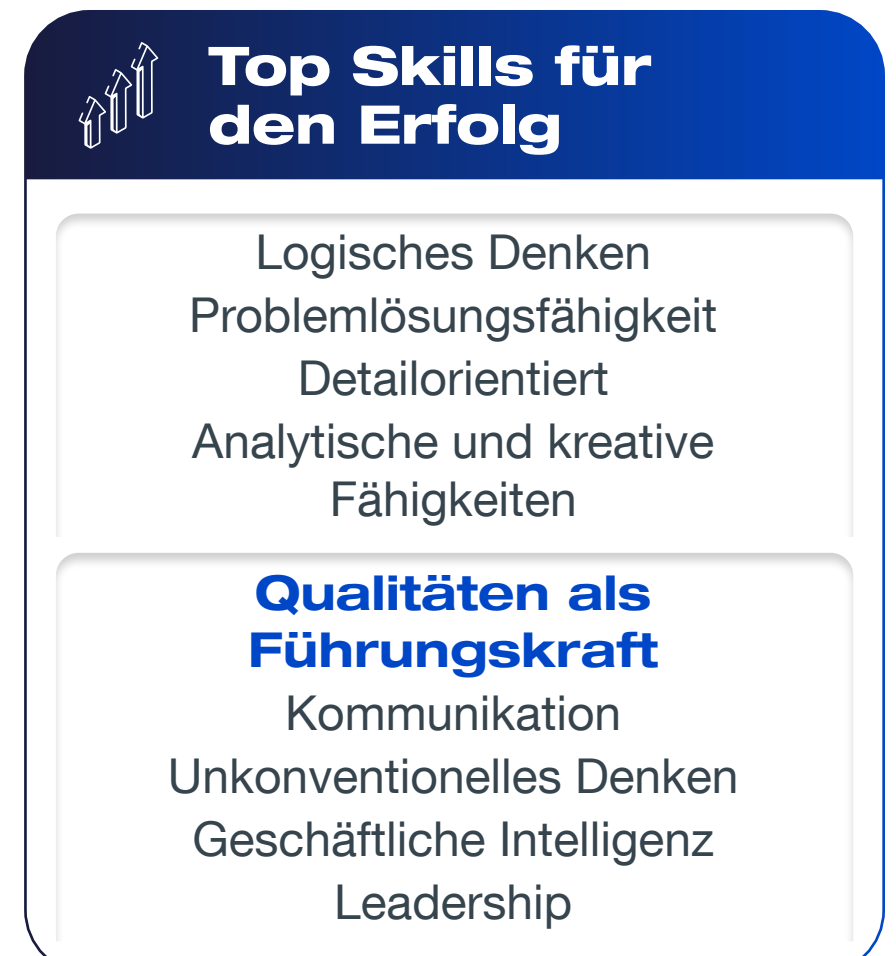 Top Skills für
den Erfolg
Logisches Denken
Problemlösungsfähigkeit
Detailorientiert
Analytische und kreative
Fähigkeiten
Qualitäten als
Führungskraft
Kommunikation
Unkonventionelles Denken
Geschäftliche Intelligenz
Leadership